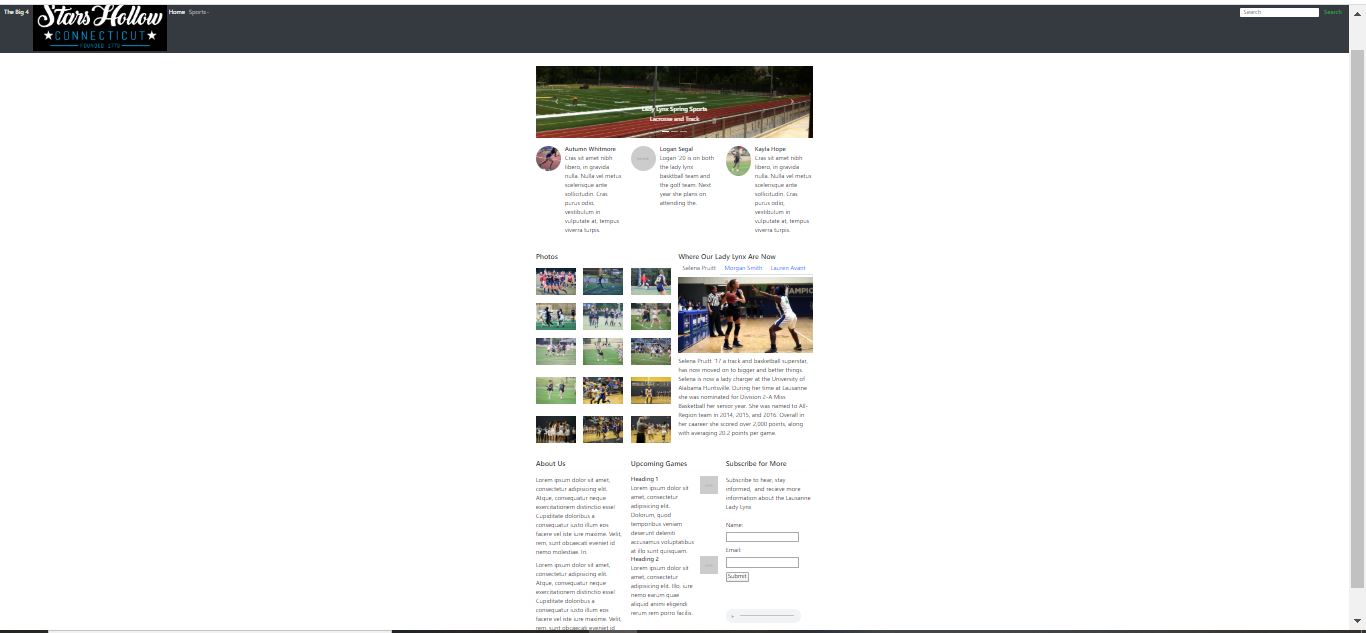 The Big 4
Stars Hollow
CONNECTICUT
FOUNDED 1779
Home
Sports
Search
Search
Lady Lynx Spring Sports
Lacrosse and Track
Autumn Whitmore
Cras sit amet nibh
libero, in gravida
nulla. Nulla vel metus
scelerisque ante
sollicitudin. Cras
purus odio,
vestibulum in
vulputate at, tempus
viverra turpis.
Logan Segal
Logan '20 is on both
the lady lynx
basktball team and
the golf team. Next
year she plans on
attending the.
Kayla Hope
Cras sit amet nibh
libero, in gravida
nulla. Nulla vel metus
scelerisque ante
sollicitudin. Cras
purus odio,
vestibulum in
vulputate at, tempus
viverra turpis.
Photos
Where Our Lady Lynx Are Now
Selena Pruitt Morgan Smith Lauren Avant
Selena Pruitt '17 a track and basketball superstar,
has now moved on to bigger and better things.
Selena is now a lady charger at the University of
Alabama Huntsville. During her time at Lausanne
she was nominated for Division 2-A Miss
Basketball her senior year. She was named to All-
Region team in 2014, 2015, and 2016. Overall in
her caareer she scored over 2,000 points, along
with averaging 20.2 points per game.
About Us
Lorem ipsum dolor sit amet,
consectetur adipisicing elit.
Atque, consequatur neque
exercitationem distinctio esse!
Cupiditate doloribus a
consequatur iusto illum eos
facere vel iste iure maxime. Velit,
rem, sunt obcaecati eveniet id
nemo molestiae. In
Lorem ipsum dolor sit amet,
consectetur adipisicing elit.
Atque, consequatur neque
exercitationem distinctio esse!
Cupiditate doloribus a
consequatur iusto illum eos
facere vel iste iure maxime. Velit,
rem, sunt obcaecati eveniet id
Upcoming Games
Heading 1
Lorem ipsum dolor sit
amet, consectetur
adipisicing elit.
Dolorum, quod
temporibus veniam
deserunt deleniti
accusamus voluptatibus
at illo sunt quisquam.
Heading 2
Lorem ipsum dolor sit
amet, consectetur
adipisicing elit. Illo, iure
nemo earum quae
aliquid animi eligendi
rerum rem porro facilis.
Subscribe for More
Subscribe to hear, stay
informed, and recieve more
information about the Lausanne
Lady Lynx
Name:
Email:
Submit